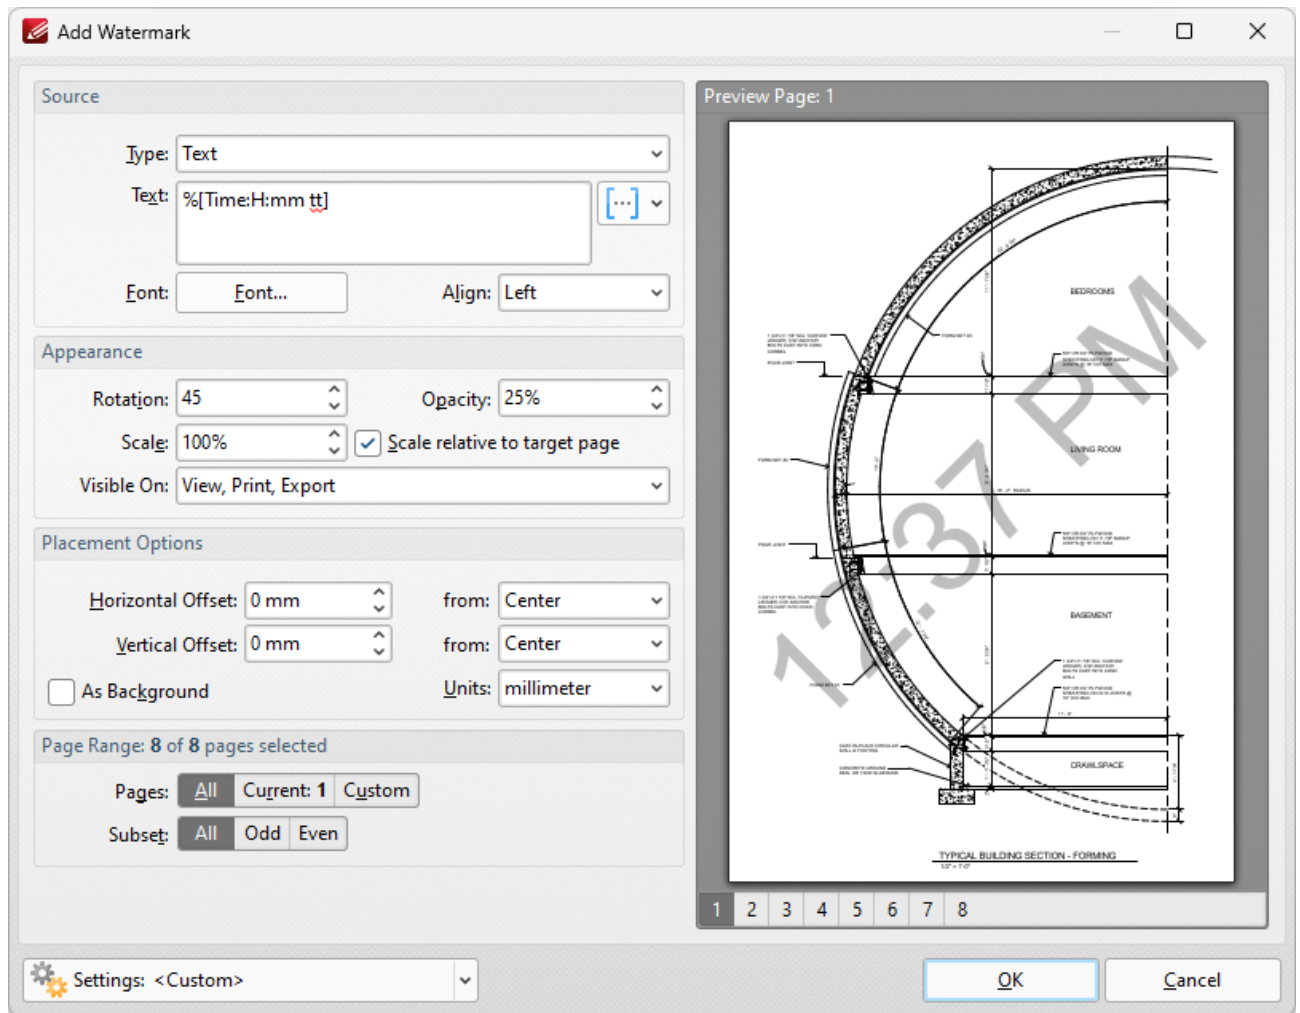 Add Watermark
Source
Type: Text
Text: %[Time:H:mm tt]
Font: Font... Align: Left
Appearance
Rotation: 45 Opacity: 25%
Scale: 100% Scale relative to target page
Visible On: View, Print, Export
Placement Options
Horizontal Offset: 0 mm from: Center
Vertical Offset: 0 mm from: Center
As Background Units: millimeter
Page Range: 8 of 8 pages selected
Pages: All Current: 1 Custom
Subset: All Odd Even
Preview Page: 1
BEDROOMS
LIVING ROOM
BASEMENT
CRAWLSPACE
12:37 PM
TYPICAL BUILDING SECTION - FORMING
1 2 3 4 5 6 7 8
Settings: <Custom>
OK Cancel